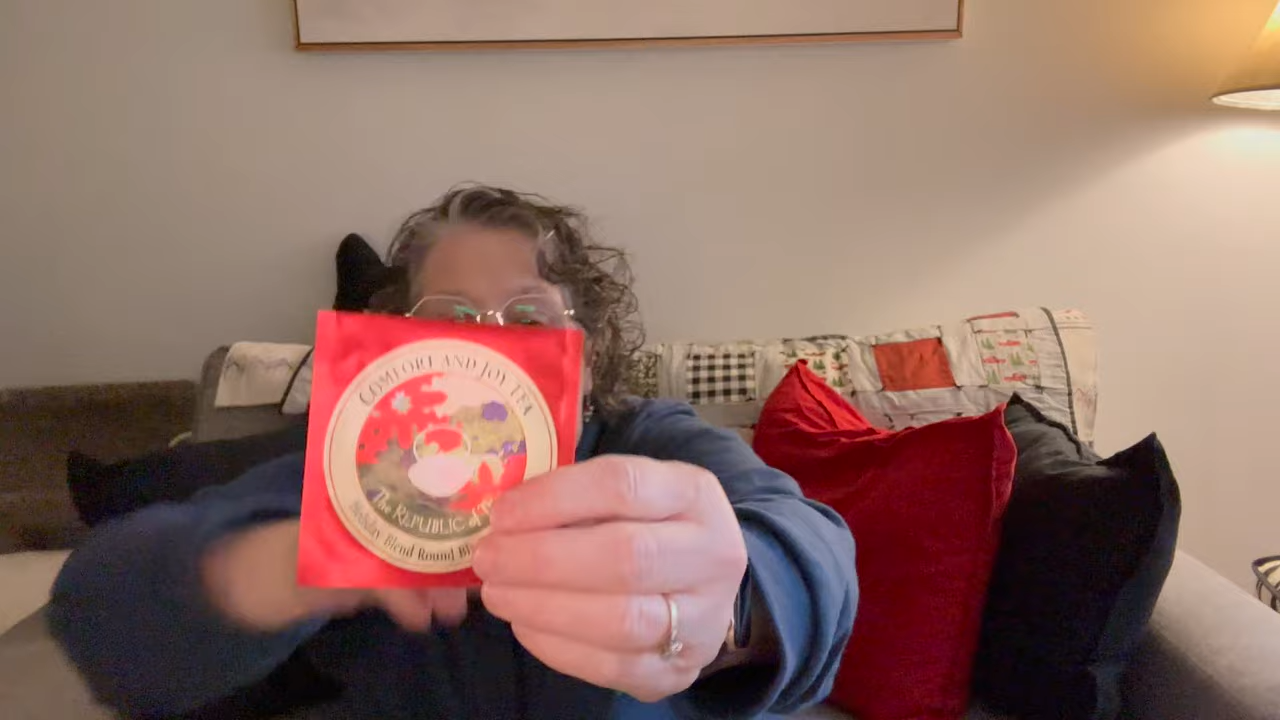 COMFORT AND JOY TEA
The REPUBLIC of
Holiday Blend Round